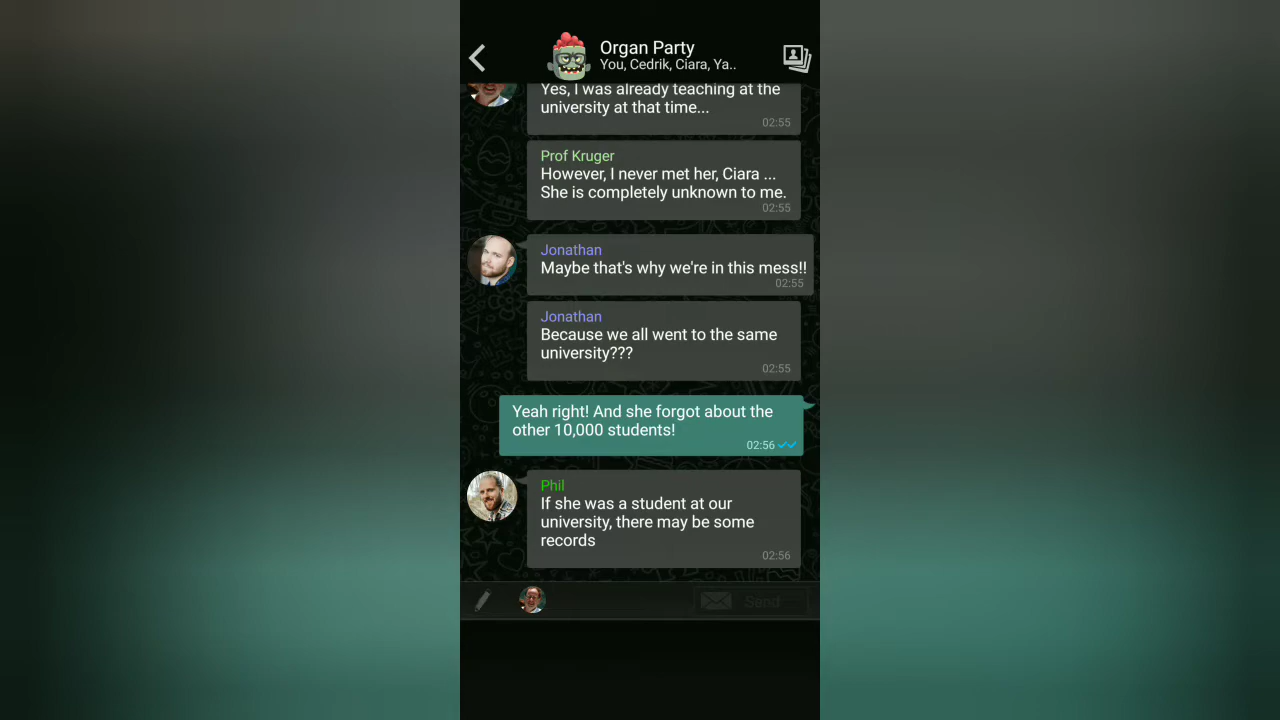 Organ Party
You, Cedrik, Ciara, Ya..
Yes, I was already teaching at the
university at that time...
02:55
Prof Kruger
However, I never met her, Ciara ...
She is completely unknown to me.
02:55
Jonathan
Maybe that's why we're in this mess!!
02:55
Jonathan
Because we all went to the same
university???
02:55
Yeah right! And she forgot about the
other 10,000 students!
02:56
Phil
If she was a student at our
university, there may be some
records
02:56
Send